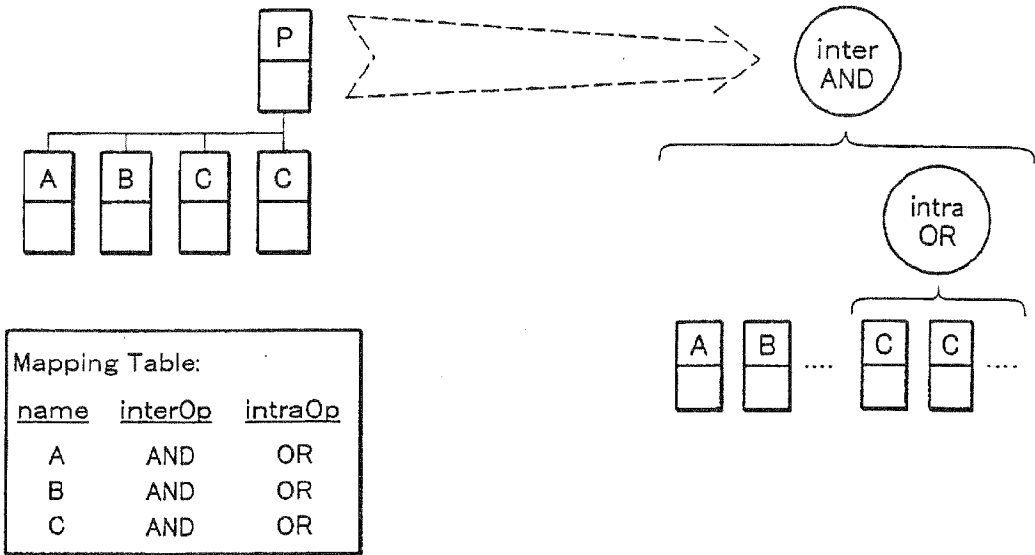 P
inter
AND
A B C C
intra
OR
A B .... C C ....
Mapping Table:
name interOp intraOp
A AND OR
B AND OR
C AND OR